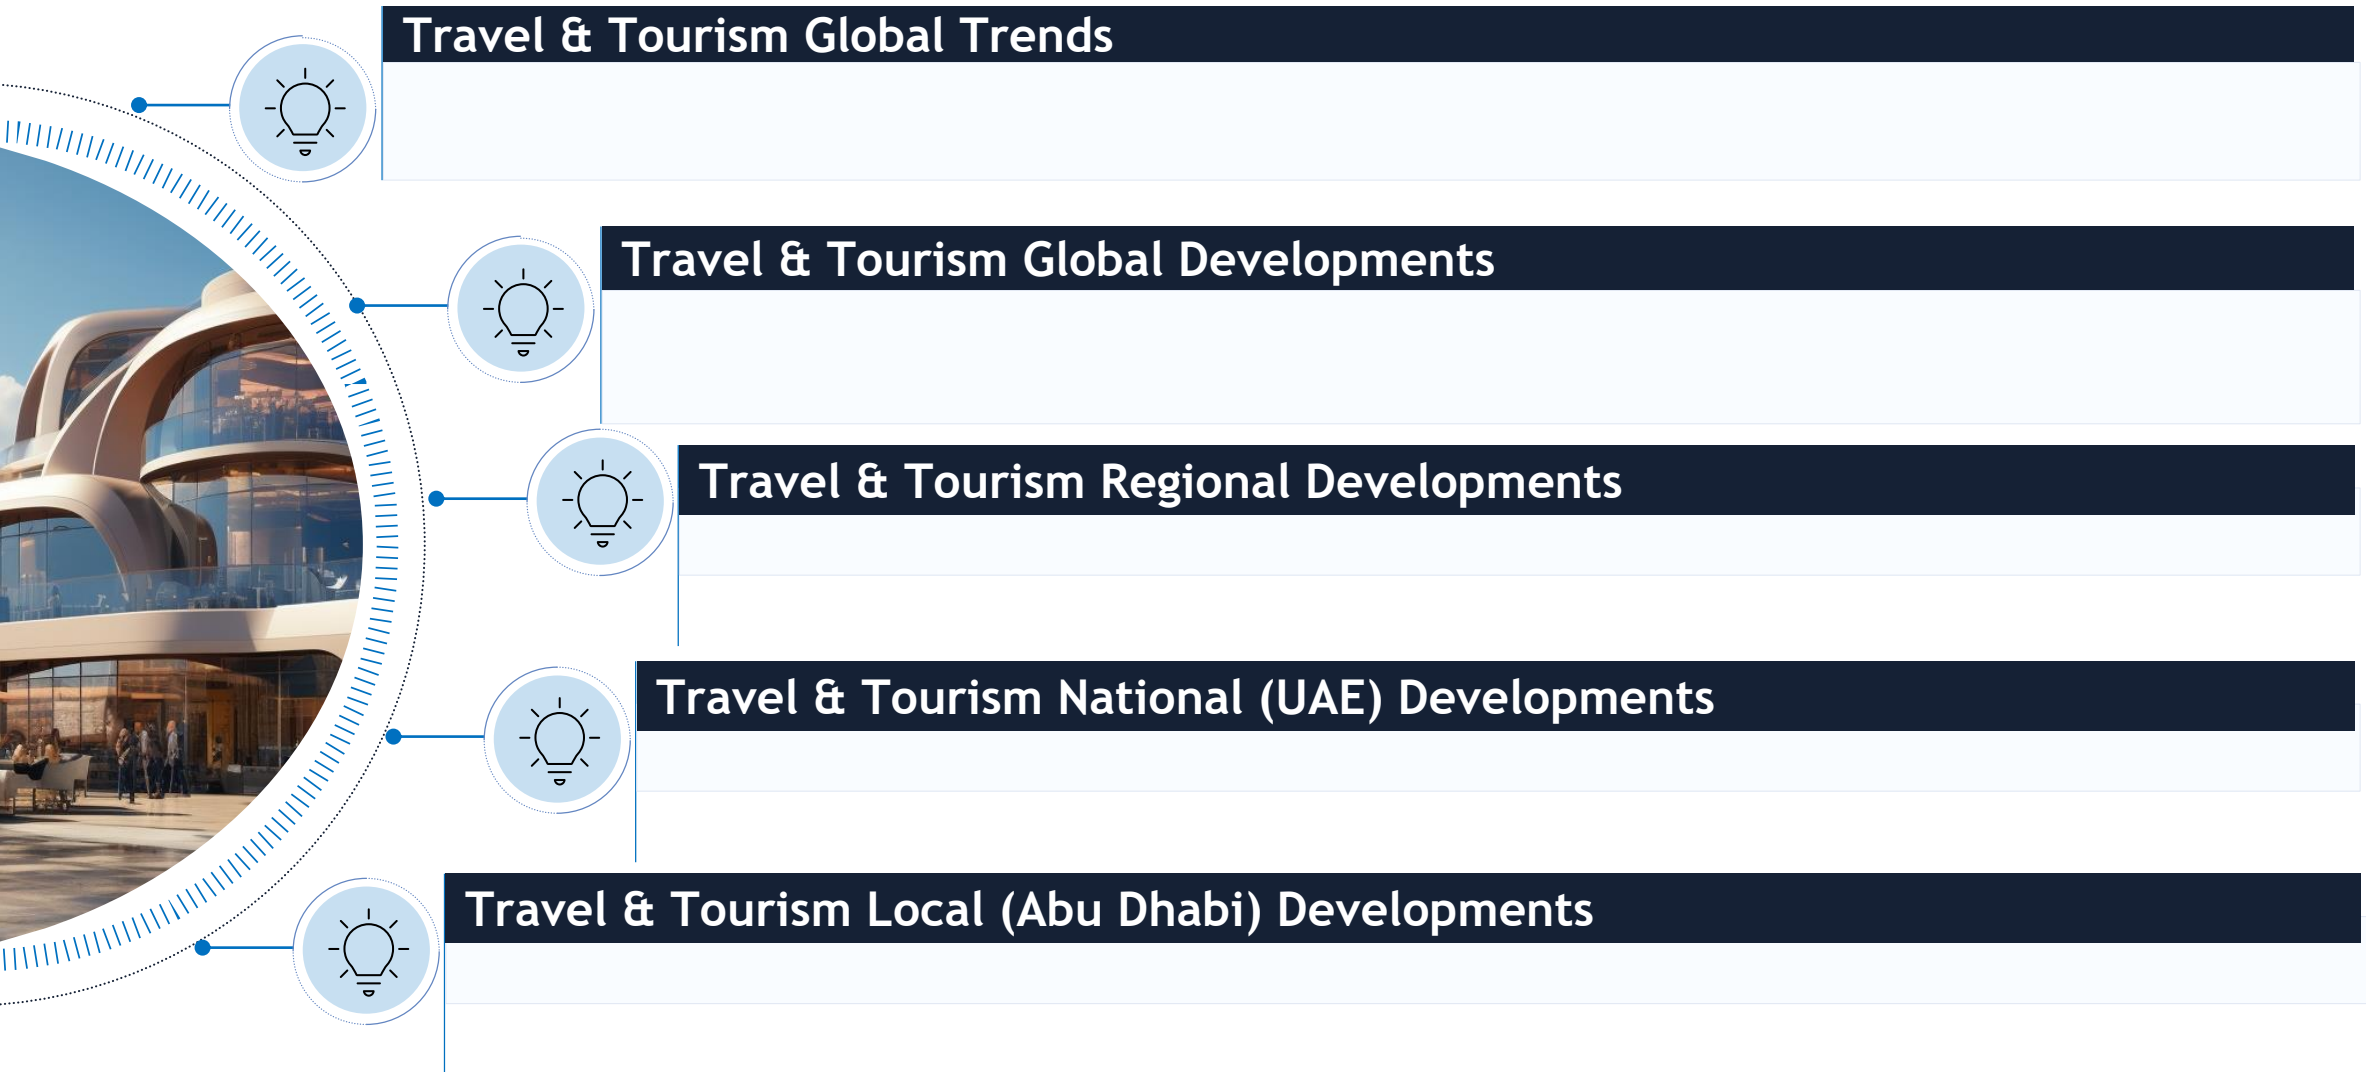 Travel & Tourism Global Trends
Travel & Tourism Global Developments
Travel & Tourism Regional Developments
Travel & Tourism National (UAE) Developments
Travel & Tourism Local (Abu Dhabi) Developments